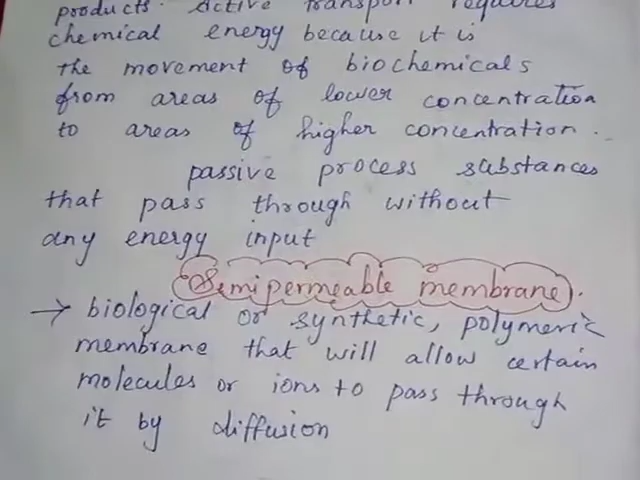 products. Active transport requires
chemical energy because it is
the movement of biochemicals
from areas of lower concentration
to areas of higher concentration.
passive process substances
that pass through without
any energy input
Semipermeable membrane.
→ biological or synthetic, polymeric
membrane that will allow certain
molecules or ions to pass through
it by diffusion